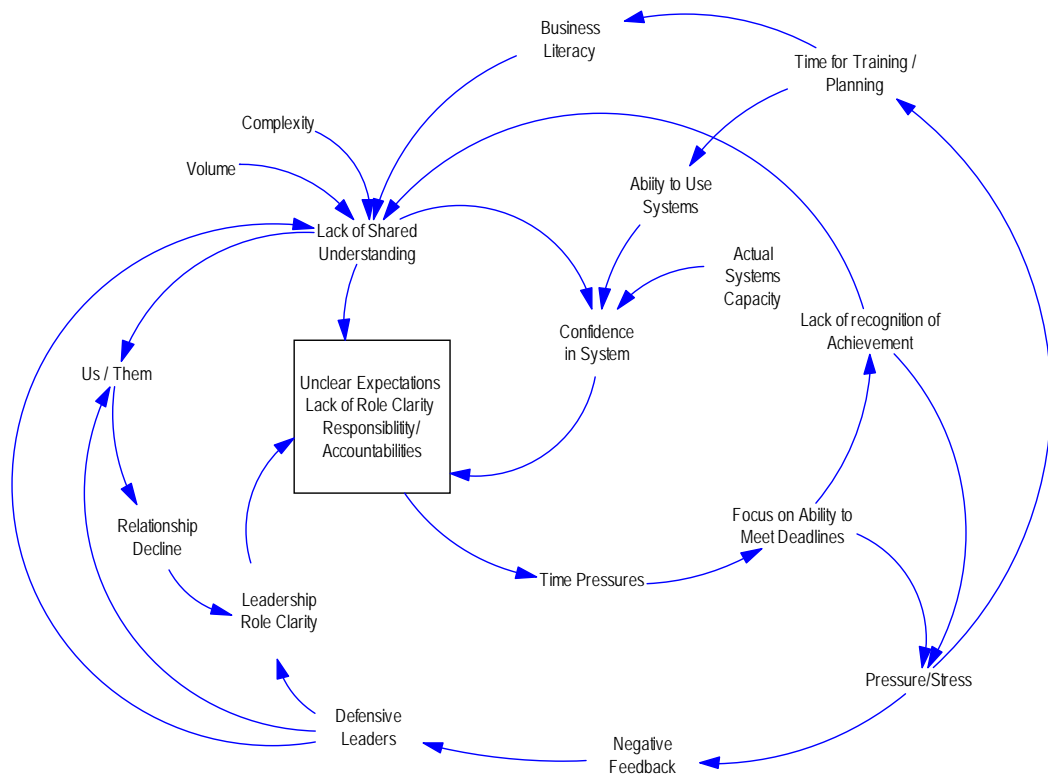 Business
Literacy
Time for Training /
Planning
Complexity
Volume
Abiity to Use
Systems
Lack of Shared
Understanding
Actual
Systems
Capacity
Confidence
in System
Lack of recognition of
Achievement
Us / Them
Unclear Expectations
Lack of Role Clarity
Responsiblity/
Accountabilities
Relationship
Decline
Focus on Ability to
Meet Deadlines
Time Pressures
Leadership
Role Clarity
Pressure/Stress
Defensive
Leaders
Negative
Feedback